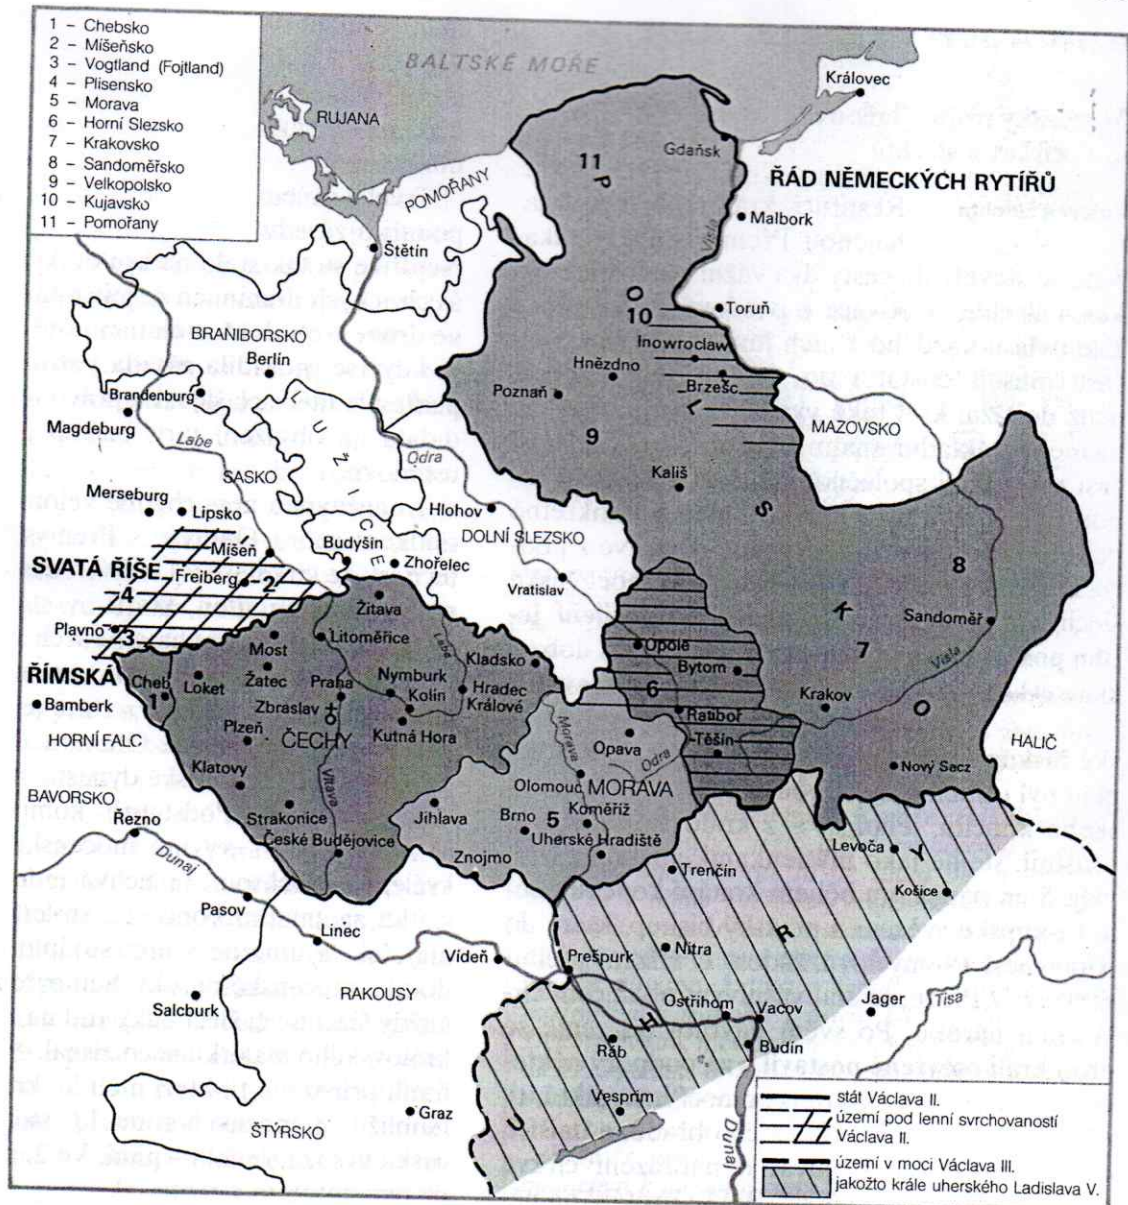 1 – Chebsko
2 – Míšeňsko
3 – Vogtland (Fojtland)
4 – Plisensko
5 – Morava
6 – Horní Slezsko
7 – Krakovsko
8 – Sandoměřsko
9 – Velkopolsko
10 – Kujavsko
11 – Pomořany
BALTSKÉ MOŘE
Královec
RUJANA
Gdaňsk
11
POMOŘANY
ŘÁD NĚMECKÝCH RYTÍŘŮ
Malbork
Visla
Štětín
Toruň
10
Inowroclaw
BRANIBORSKO
Berlín
Hnězdno
Brzešc
Poznaň
Brandenburg
Magdeburg
Labe
9
MAZOVSKO
SASKO
Odra
Kališ
Merseburg
Lipsko
Hlohov
DOLNÍ SLEZSKO
Míšeň
Budyšín
Zhořelec
SVATÁ ŘÍŠE
4
Freiberg
2
8
Žitava
Vratislav
Plavno
3
Sandoměř
Most
Litoměřice
Labe
Opole
POLSKO
ŘÍMSKÁ
Cheb
1
Loket
Žatec
Praha
Nymburk
Kladsko
Bytom
7
Visla
Kolín
Hradec
Králové
6
Krakov
Bamberk
Zbraslav
Ratiboř
HORNÍ FALC
Plzeň
ČECHY
Kutná Hora
Morava
Opava
Odra
Těšín
HALIČ
Klatovy
Vltava
Olomouc
MORAVA
Nový Sacz
BAVORSKO
Strakonice
Jihlava
Brno
5
Koměříž
Řezno
České Budějovice
Uherské Hradiště
Levoča
Dunaj
Znojmo
Trenčín
Košice
Pasov
Linec
Vídeň
Nitra
Prešpurk
RAKOUSY
Jager
Tisa
Salcburk
Ostřihom
Vacov
Budín
Ráb
Vesprim
Graz
ŠTÝRSKO
Dunaj
stát Václava II.
území pod lenní svrchovaností
Václava II.
území v moci Václava III.
jakožto krále uherského Ladislava V.